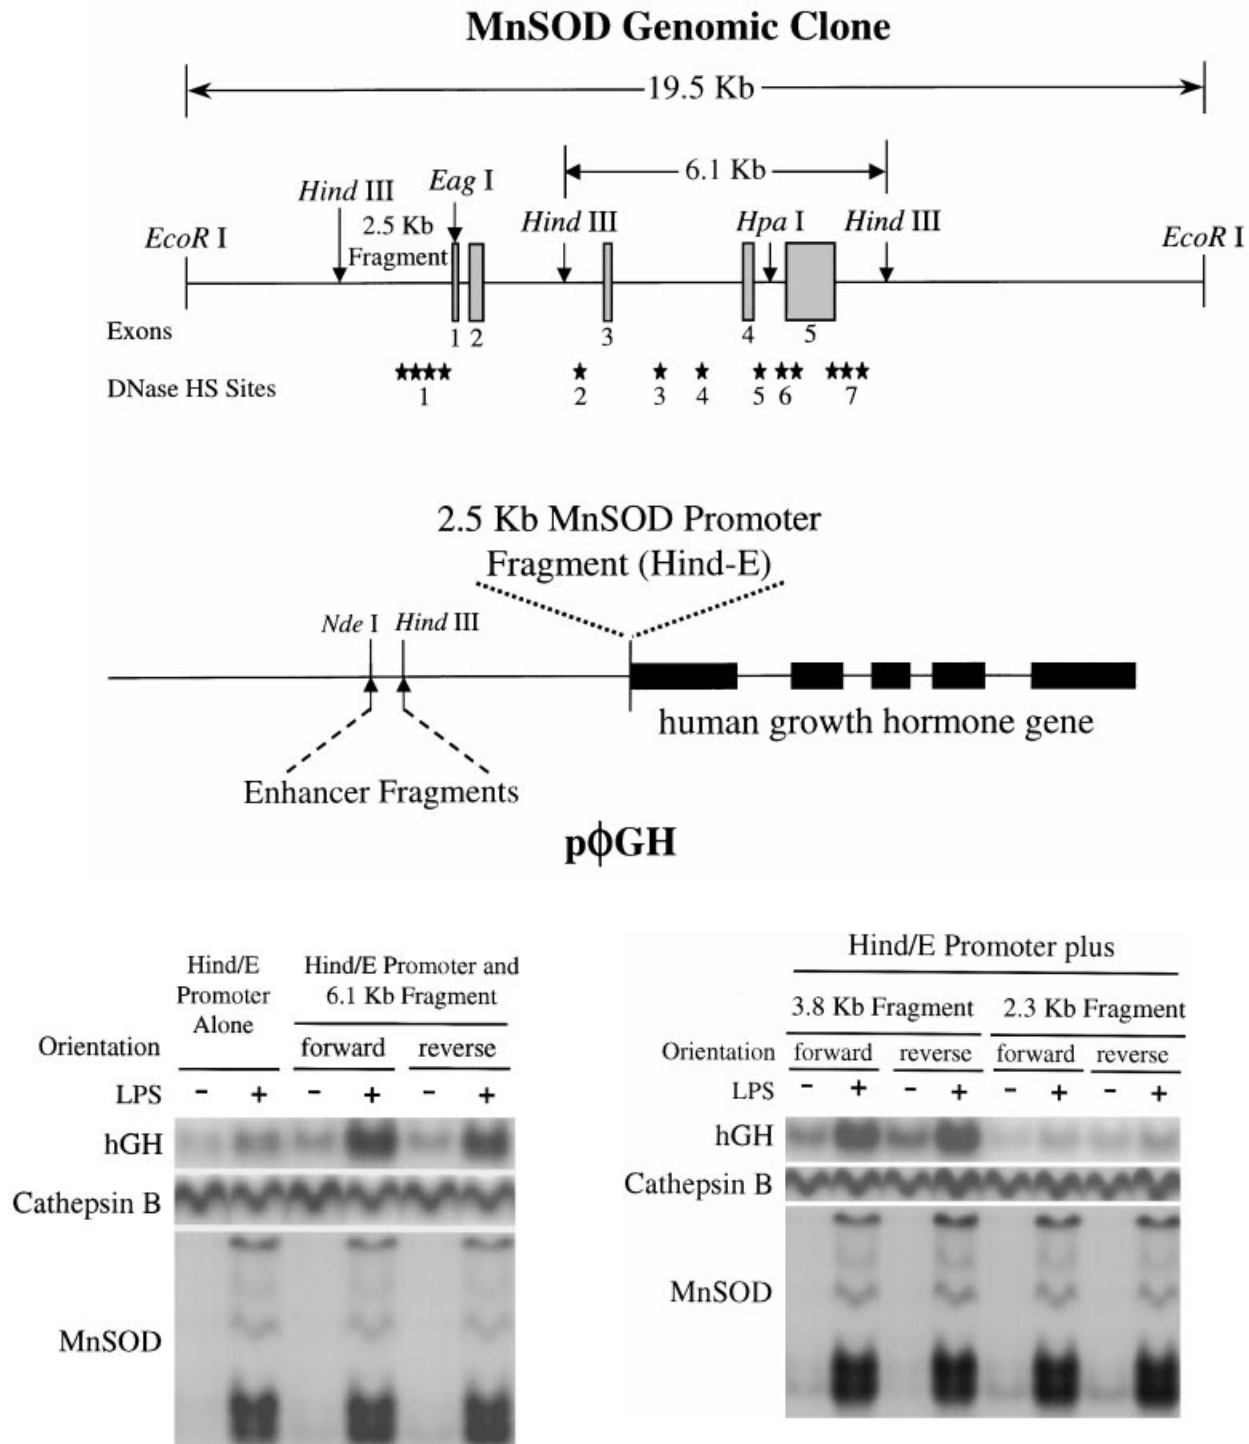 MnSOD Genomic Clone
19.5 Kb
6.1 Kb
EcoR I
Hind III
2.5 Kb
Fragment
Eag I
Hind III
Hpa I
Hind III
EcoR I
Exons
1 2 3 4 5
DNase HS Sites
1 2 3 4 5 6 7
2.5 Kb MnSOD Promoter
Fragment (Hind-E)
Nde I Hind III
human growth hormone gene
Enhancer Fragments
pϕGH
Hind/E
Promoter
Alone
Hind/E Promoter and
6.1 Kb Fragment
Orientation forward reverse
LPS - + - + - +
hGH
Cathepsin B
MnSOD
Hind/E Promoter plus
3.8 Kb Fragment 2.3 Kb Fragment
Orientation forward reverse forward reverse
LPS - + - + - + - +
hGH
Cathepsin B
MnSOD